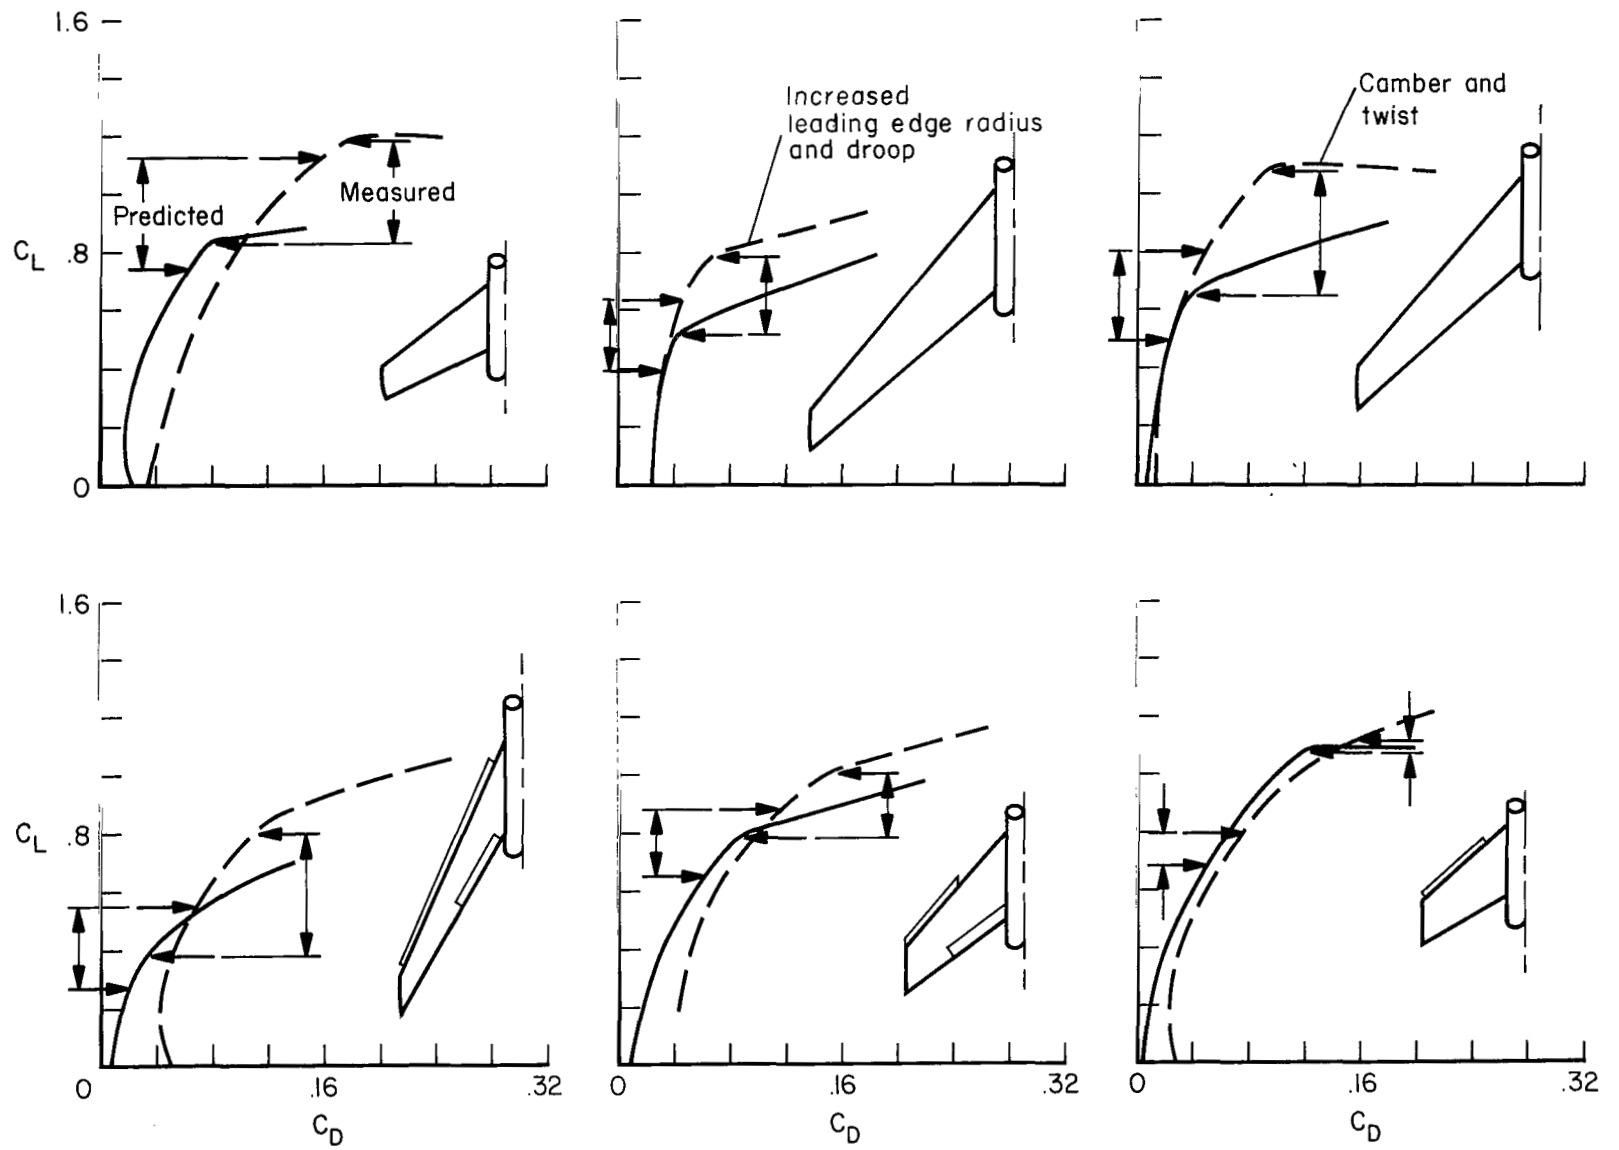 1.6
Increased
leading edge radius
and droop
Camber and
twist
Measured
Predicted
C_L
.8
0
1.6
C_L
.8
0
.16
.32
C_D
0
.16
.32
C_D
0
.16
.32
C_D